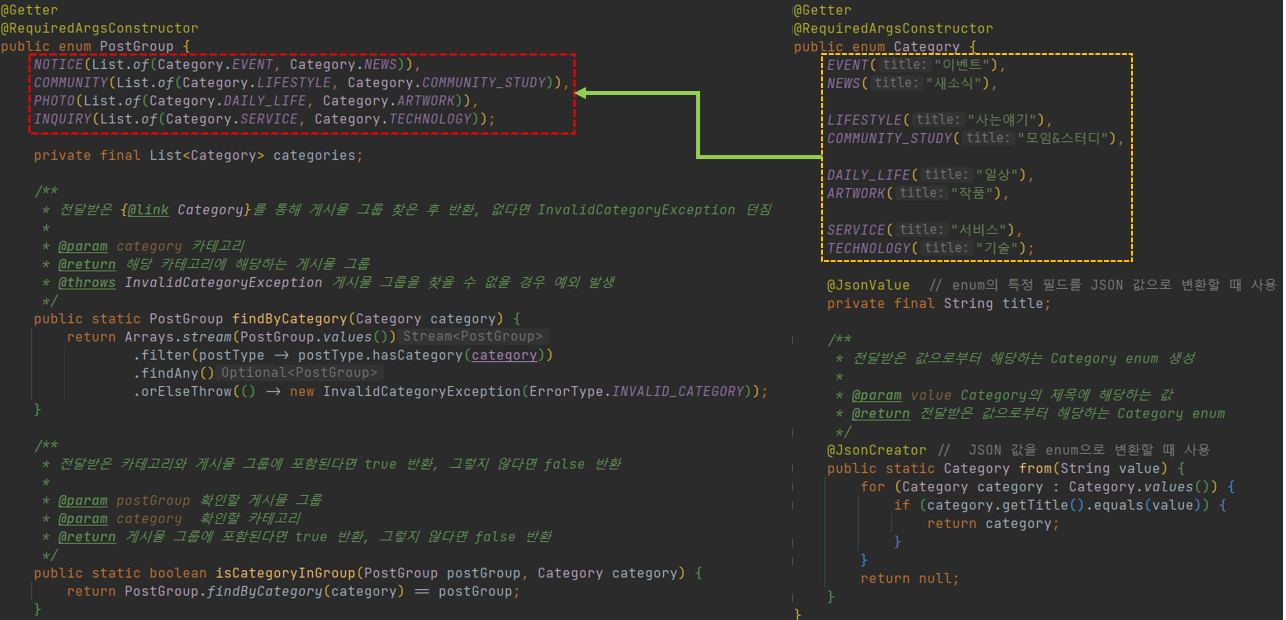 @Getter
@RequiredArgsConstructor
public enum PostGroup {
NOTICE(List.of(Category.EVENT, Category.NEWS)),
COMMUNITY(List.of(Category.LIFESTYLE, Category.COMMUNITY_STUDY)),
PHOTO(List.of(Category.DAILY_LIFE, Category.ARTWORK)),
INQUIRY(List.of(Category.SERVICE, Category.TECHNOLOGY));
private final List<Category> categories;
/**
* 전달받은 {@link Category}를 통해 게시물 그룹 찾은 후 반환, 없다면 InvalidCategoryException 던짐
*
* @param category 카테고리
* @return 해당 카테고리에 해당하는 게시물 그룹
* @throws InvalidCategoryException 게시물 그룹을 찾을 수 없을 경우 예외 발생
*/
public static PostGroup findByCategory(Category category) {
return Arrays.stream(PostGroup.values()) Stream<PostGroup>
.filter(postType -> postType.hasCategory(category))
.findAny() Optional<PostGroup>
.orElseThrow(() -> new InvalidCategoryException(ErrorType.INVALID_CATEGORY));
}
/**
* 전달받은 카테고리와 게시물 그룹에 포함된다면 true 반환, 그렇지 않다면 false 반환
*
* @param postGroup 확인할 게시물 그룹
* @param category 확인할 카테고리
* @return 게시물 그룹에 포함된다면 true 반환, 그렇지 않다면 false 반환
*/
public static boolean isCategoryInGroup(PostGroup postGroup, Category category) {
return PostGroup.findByCategory(category) == postGroup;
}
@Getter
@RequiredArgsConstructor
public enum Category {
EVENT( title: "이벤트"),
NEWS( title: "새소식"),
LIFESTYLE( title: "사는얘기"),
COMMUNITY_STUDY( title: "모임&스터디"),
DAILY_LIFE( title: "일상"),
ARTWORK( title: "작품"),
SERVICE( title: "서비스"),
TECHNOLOGY( title: "기술");
@JsonValue // enum의 특정 필드를 JSON 값으로 변환할 때 사용
private final String title;
/**
* 전달받은 값으로부터 해당하는 Category enum 생성
*
* @param value Category의 제목에 해당하는 값
* @return 전달받은 값으로부터 해당하는 Category enum
*/
@JsonCreator // JSON 값을 enum으로 변환할 때 사용
public static Category from(String value) {
for (Category category : Category.values()) {
if (category.getTitle().equals(value)) {
return category;
}
}
return null;
}
}